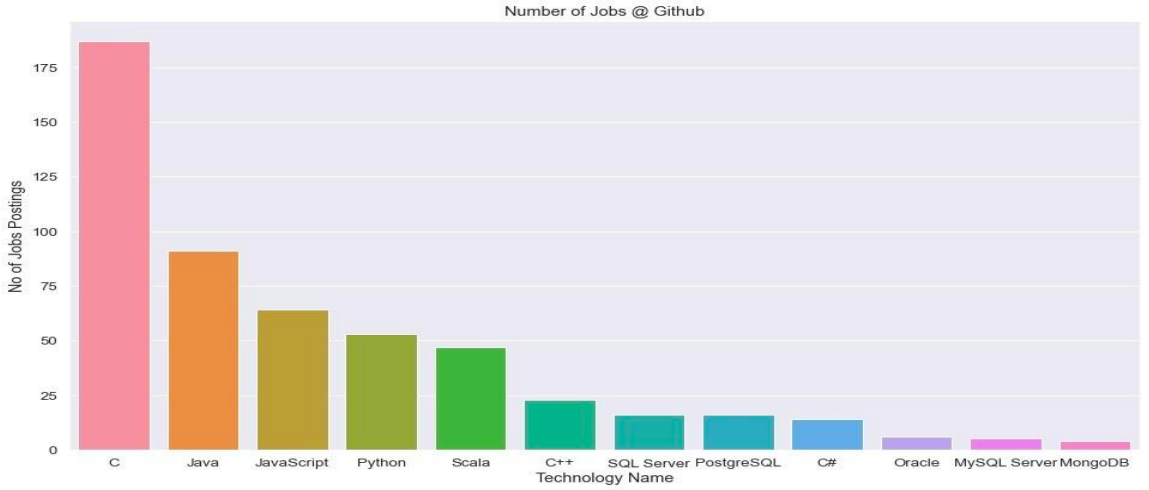 Number of Jobs @ Github
No of Jobs Postings
175
150
125
100
75
50
25
0
C Java JavaScript Python Scala C++ SQL Server PostgreSQL C# Oracle MySQL Server MongoDB
Technology Name